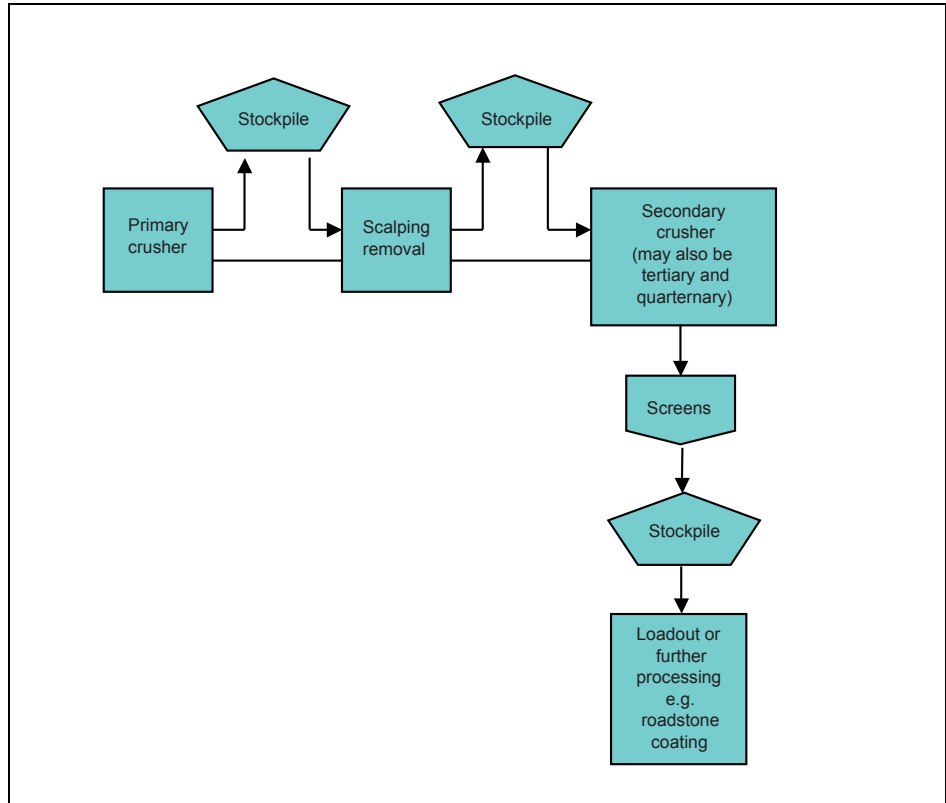 Stockpile
Stockpile
Primary
crusher
Scalping
removal
Secondary
crusher
(may also be
tertiary and
quarternary)
Screens
Stockpile
Loadout or
further
processing
e.g.
roadstone
coating